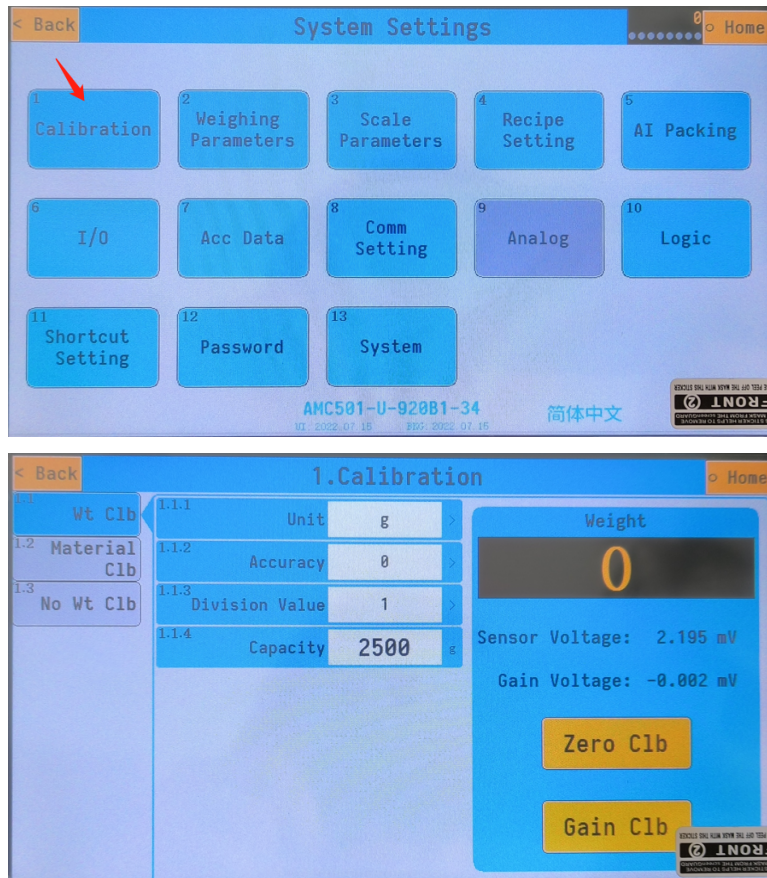 < Back
System Settings
0
○ Home
1
Calibration
2
Weighing
Parameters
3
Scale
Parameters
4
Recipe
Setting
5
AI Packing
6
I/O
7
Acc Data
8
Comm
Setting
9
Analog
10
Logic
11
Shortcut
Setting
12
Password
13
System
AMC501-U-920B1-34
简体中文
UI: 2022.07.15
2022.07.15
FRONT ②
< Back
1.Calibration
○ Home
1.1
Wt Clb
1.2
Material
Clb
1.3
No Wt Clb
1.1.1
Unit
g
>
1.1.2
Accuracy
0
>
1.1.3
Division Value
1
>
1.1.4
Capacity
2500
g
Weight
0
Sensor Voltage: 2.195 mV
Gain Voltage: -0.002 mV
Zero Clb
Gain Clb
FRONT ②